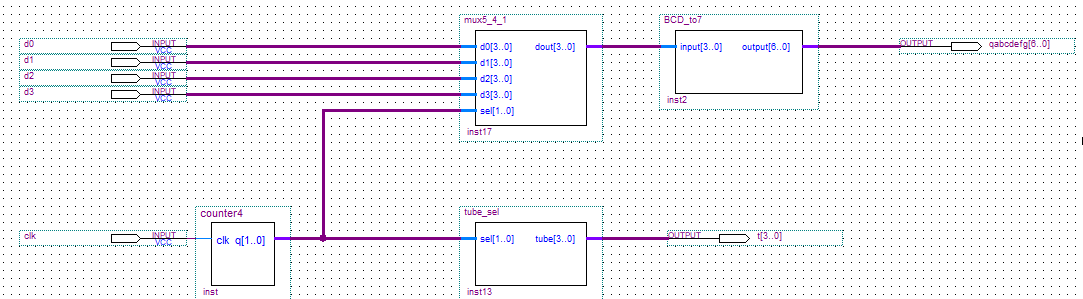 mux5_4_1
BCD_to7
d0 INPUT VCC
d0[3..0] dout[3..0]
input[3..0] output[6..0]
OUTPUT qabcdefg[6..0]
d1 INPUT VCC
d1[3..0]
d2 INPUT VCC
d2[3..0]
d3 INPUT VCC
d3[3..0]
sel[1..0]
inst2
inst17
counter4
tube_sel
clk INPUT VCC
clk q[1..0]
sel[1..0] tube[3..0]
OUTPUT t[3..0]
inst
inst13